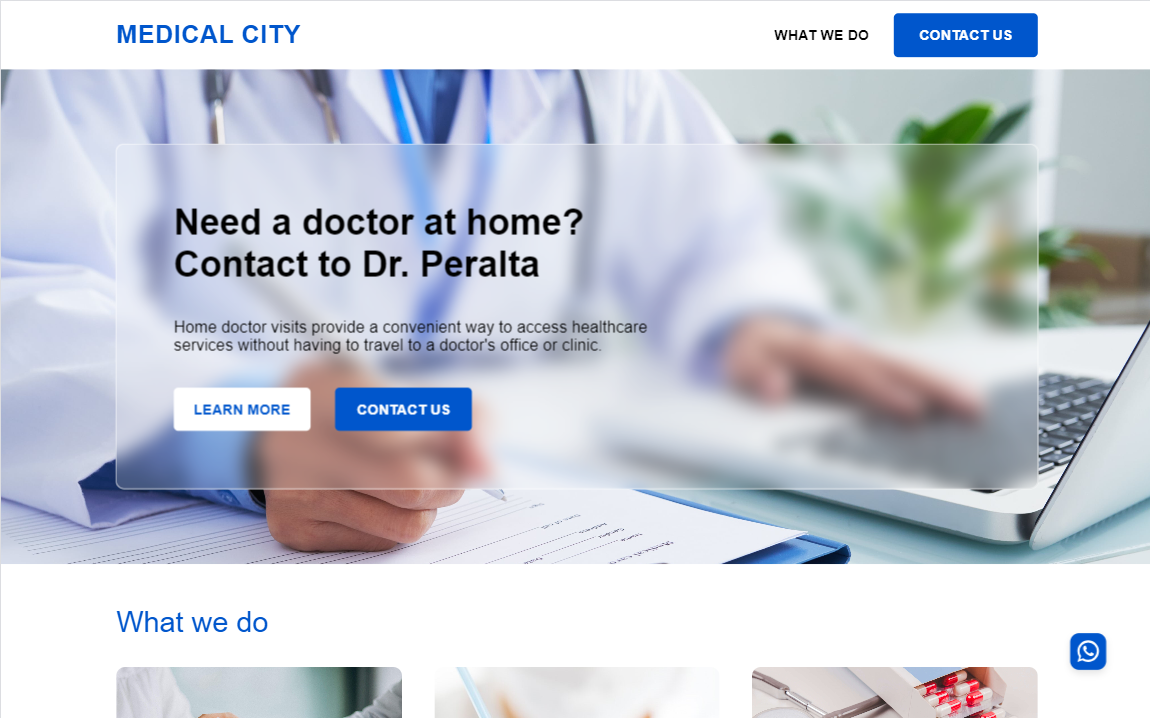 MEDICAL CITY
WHAT WE DO
CONTACT US
Need a doctor at home?
Contact to Dr. Peralta
Home doctor visits provide a convenient way to access healthcare
services without having to travel to a doctor's office or clinic.
LEARN MORE
CONTACT US
What we do